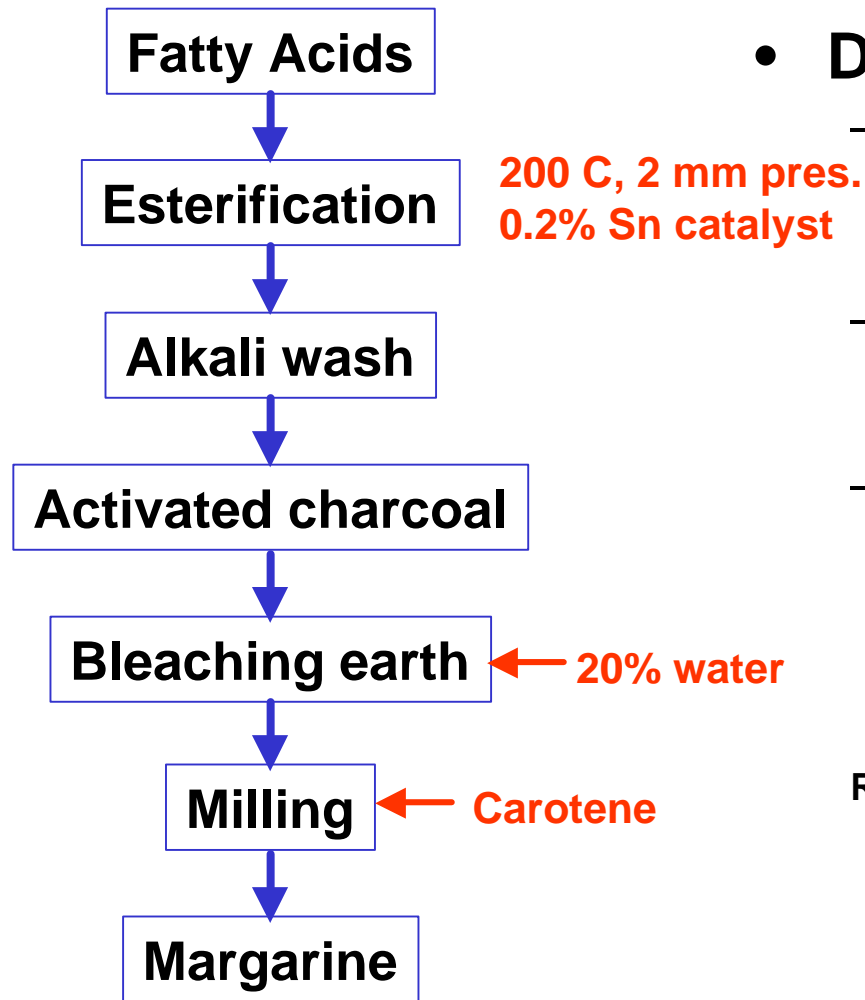 Fatty Acids
• D
Esterification
200 C, 2 mm pres.
0.2% Sn catalyst
–
–
–
Alkali wash
Activated charcoal
Bleaching earth
20% water
Milling
Carotene
R
Margarine